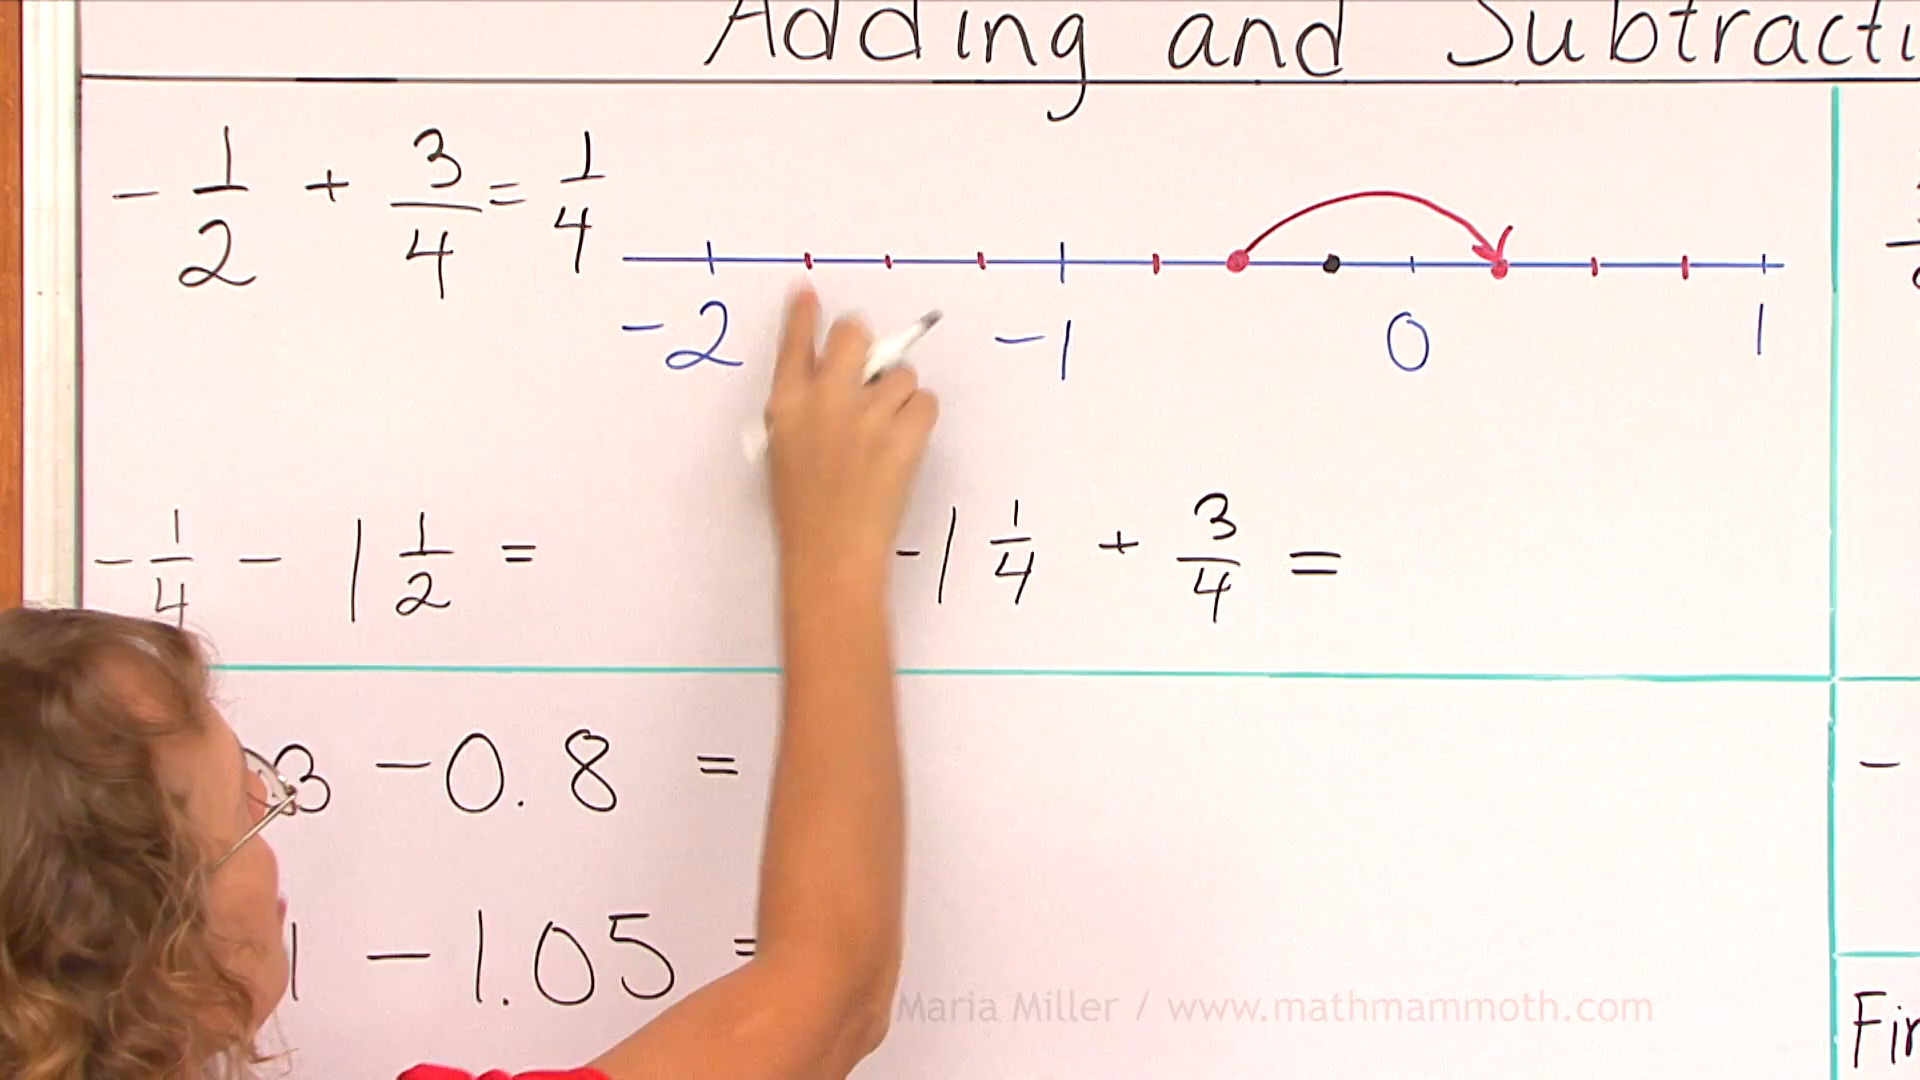 Adding and Subtracti
-1/2 + 3/4 = 1/4
-2 -1 0 1
-1/4 - 1 1/2 =
-1 1/4 + 3/4 =
3 - 0.8 =
1 - 1.05 =
-
Maria Miller / www.mathmammoth.com
Fir